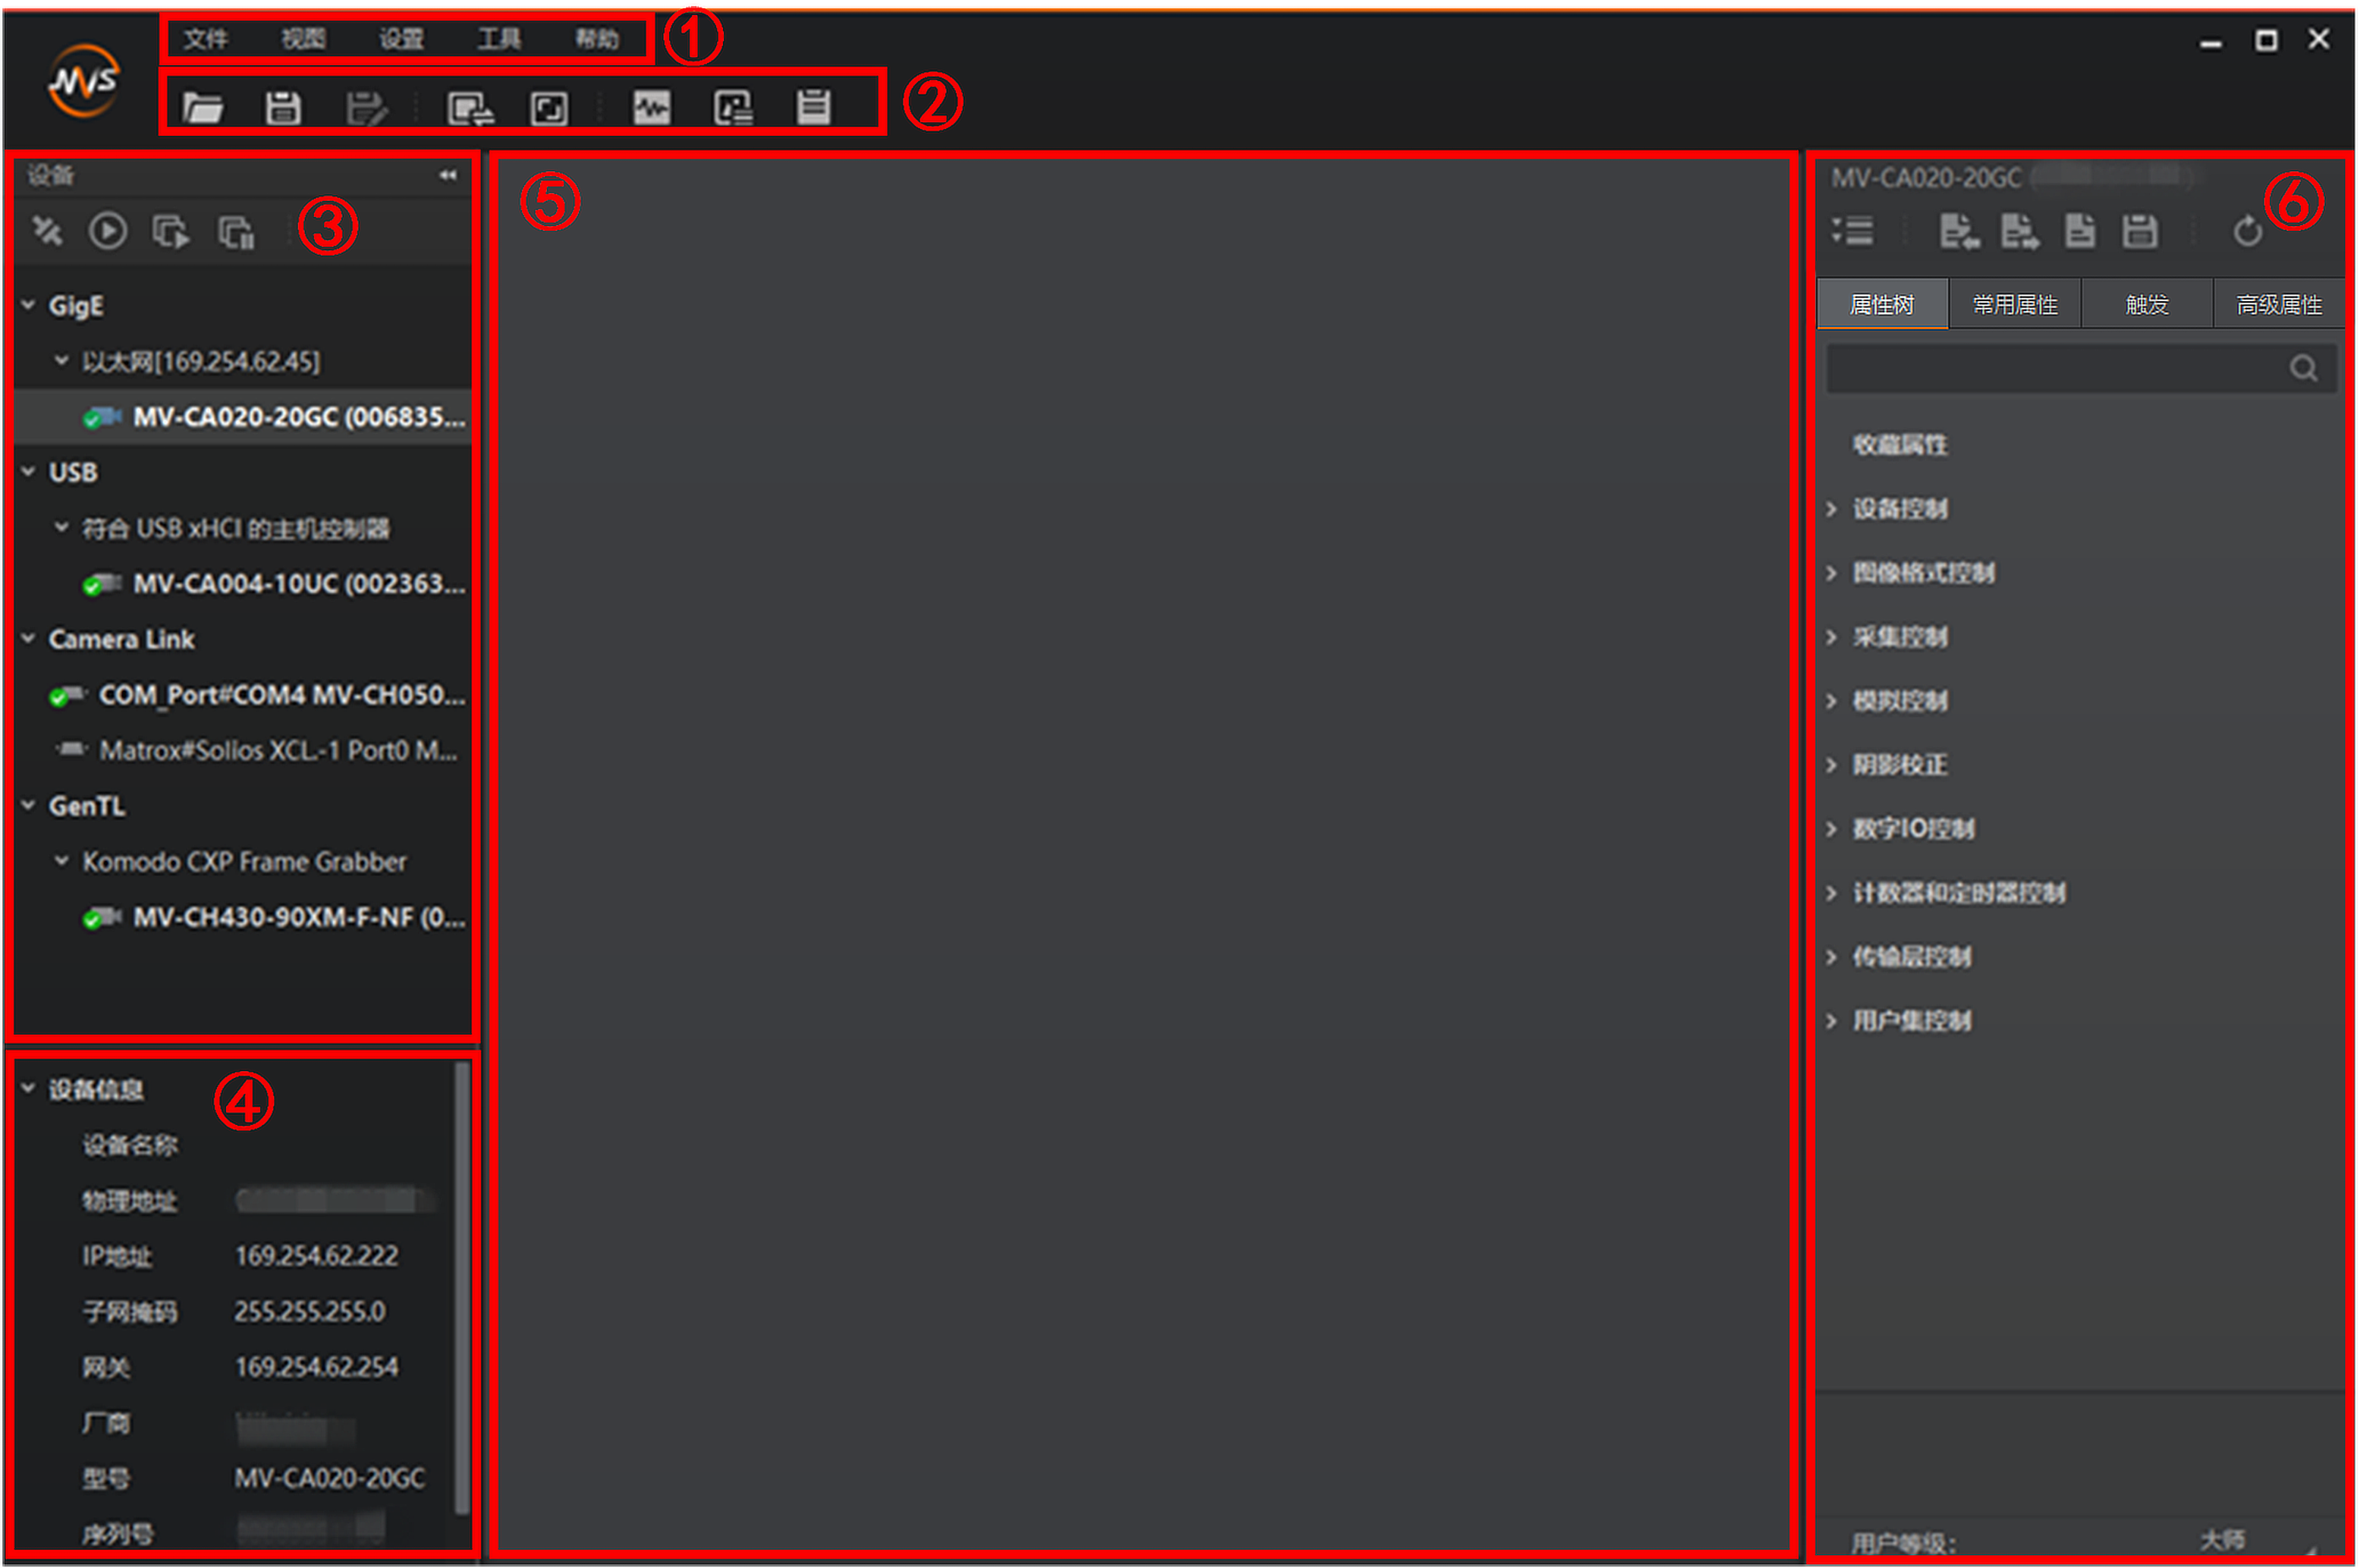 文件 视图 设置 工具 帮助 ①
MVS
②
设备
③
GigE
以太网[169.254.62.45]
MV-CA020-20GC (006835...
USB
符合 USB xHCI 的主机控制器
MV-CA004-10UC (002363...
Camera Link
COM_Port#COM4 MV-CH050...
Matrox#Solios XCL.-1 Port0 M...
GenTL
Komodo CXP Frame Grabber
MV-CH430-90XM-F-NF (0...
设备信息 ④
设备名称
物理地址
IP地址 169.254.62.222
子网掩码 255.255.255.0
网关 169.254.62.254
厂商
型号 MV-CA020-20GC
序列号
⑤
MV-CA020-20GC (
⑥
属性树 常用属性 触发 高级属性
收藏属性
设备控制
图像格式控制
采集控制
模拟控制
阴影校正
数字IO控制
计数器和定时器控制
传输层控制
用户集控制
用户等级： 大师